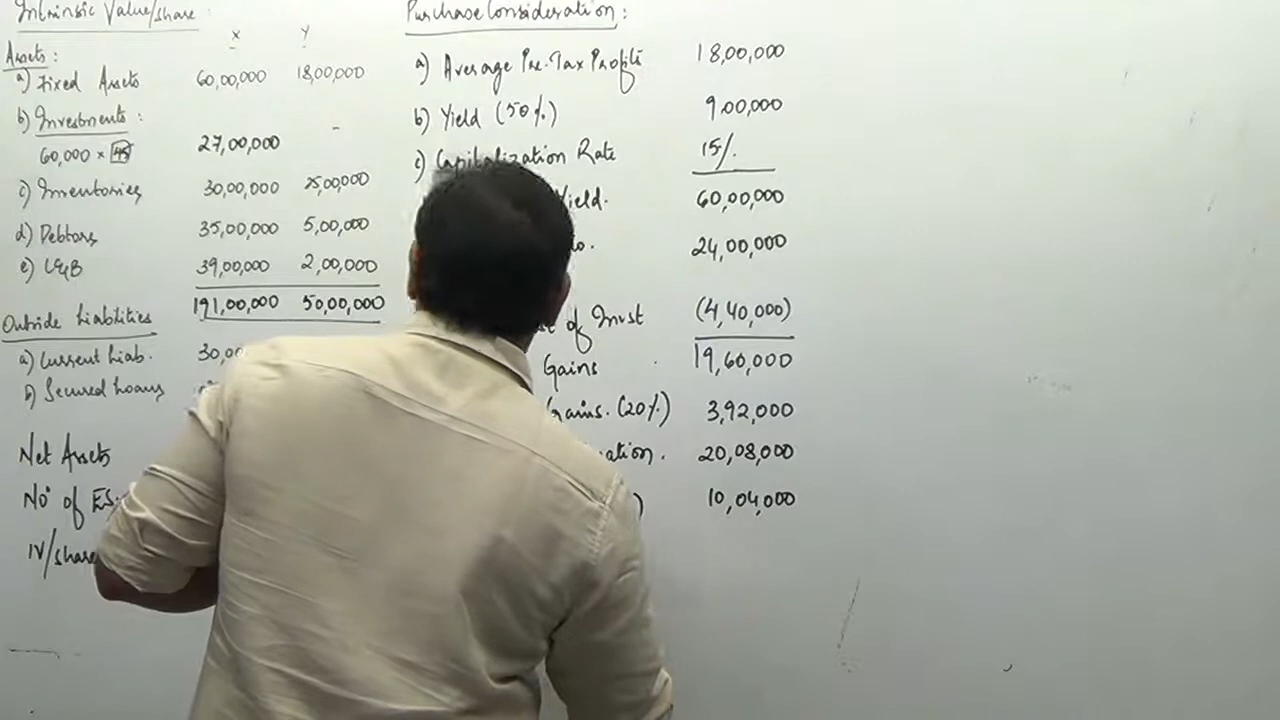 Intrinsic Value/share
X Y
Assets:
a) Fixed Assets 60,00,000 18,00,000
b) Investments:
60,000 × 45 27,00,000 -
c) Inventories 30,00,000 25,00,000
d) Debtors 35,00,000 5,00,000
e) C&B 39,00,000 2,00,000
191,00,000 50,00,000
Outside Liabilities
a) Current Liab. 30,00
b) Secured Loans
Net Assets
No of ES
IV/share
Purchase Consideration:
a) Average Pre-Tax Profits 18,00,000
b) Yield (50%) 9,00,000
c) Capitalization Rate 15%
Yield. 60,00,000
24,00,000
of Invst (4,40,000)
Gains 19,60,000
Gains. (20%) 3,92,000
ation. 20,08,000
) 10,04,000